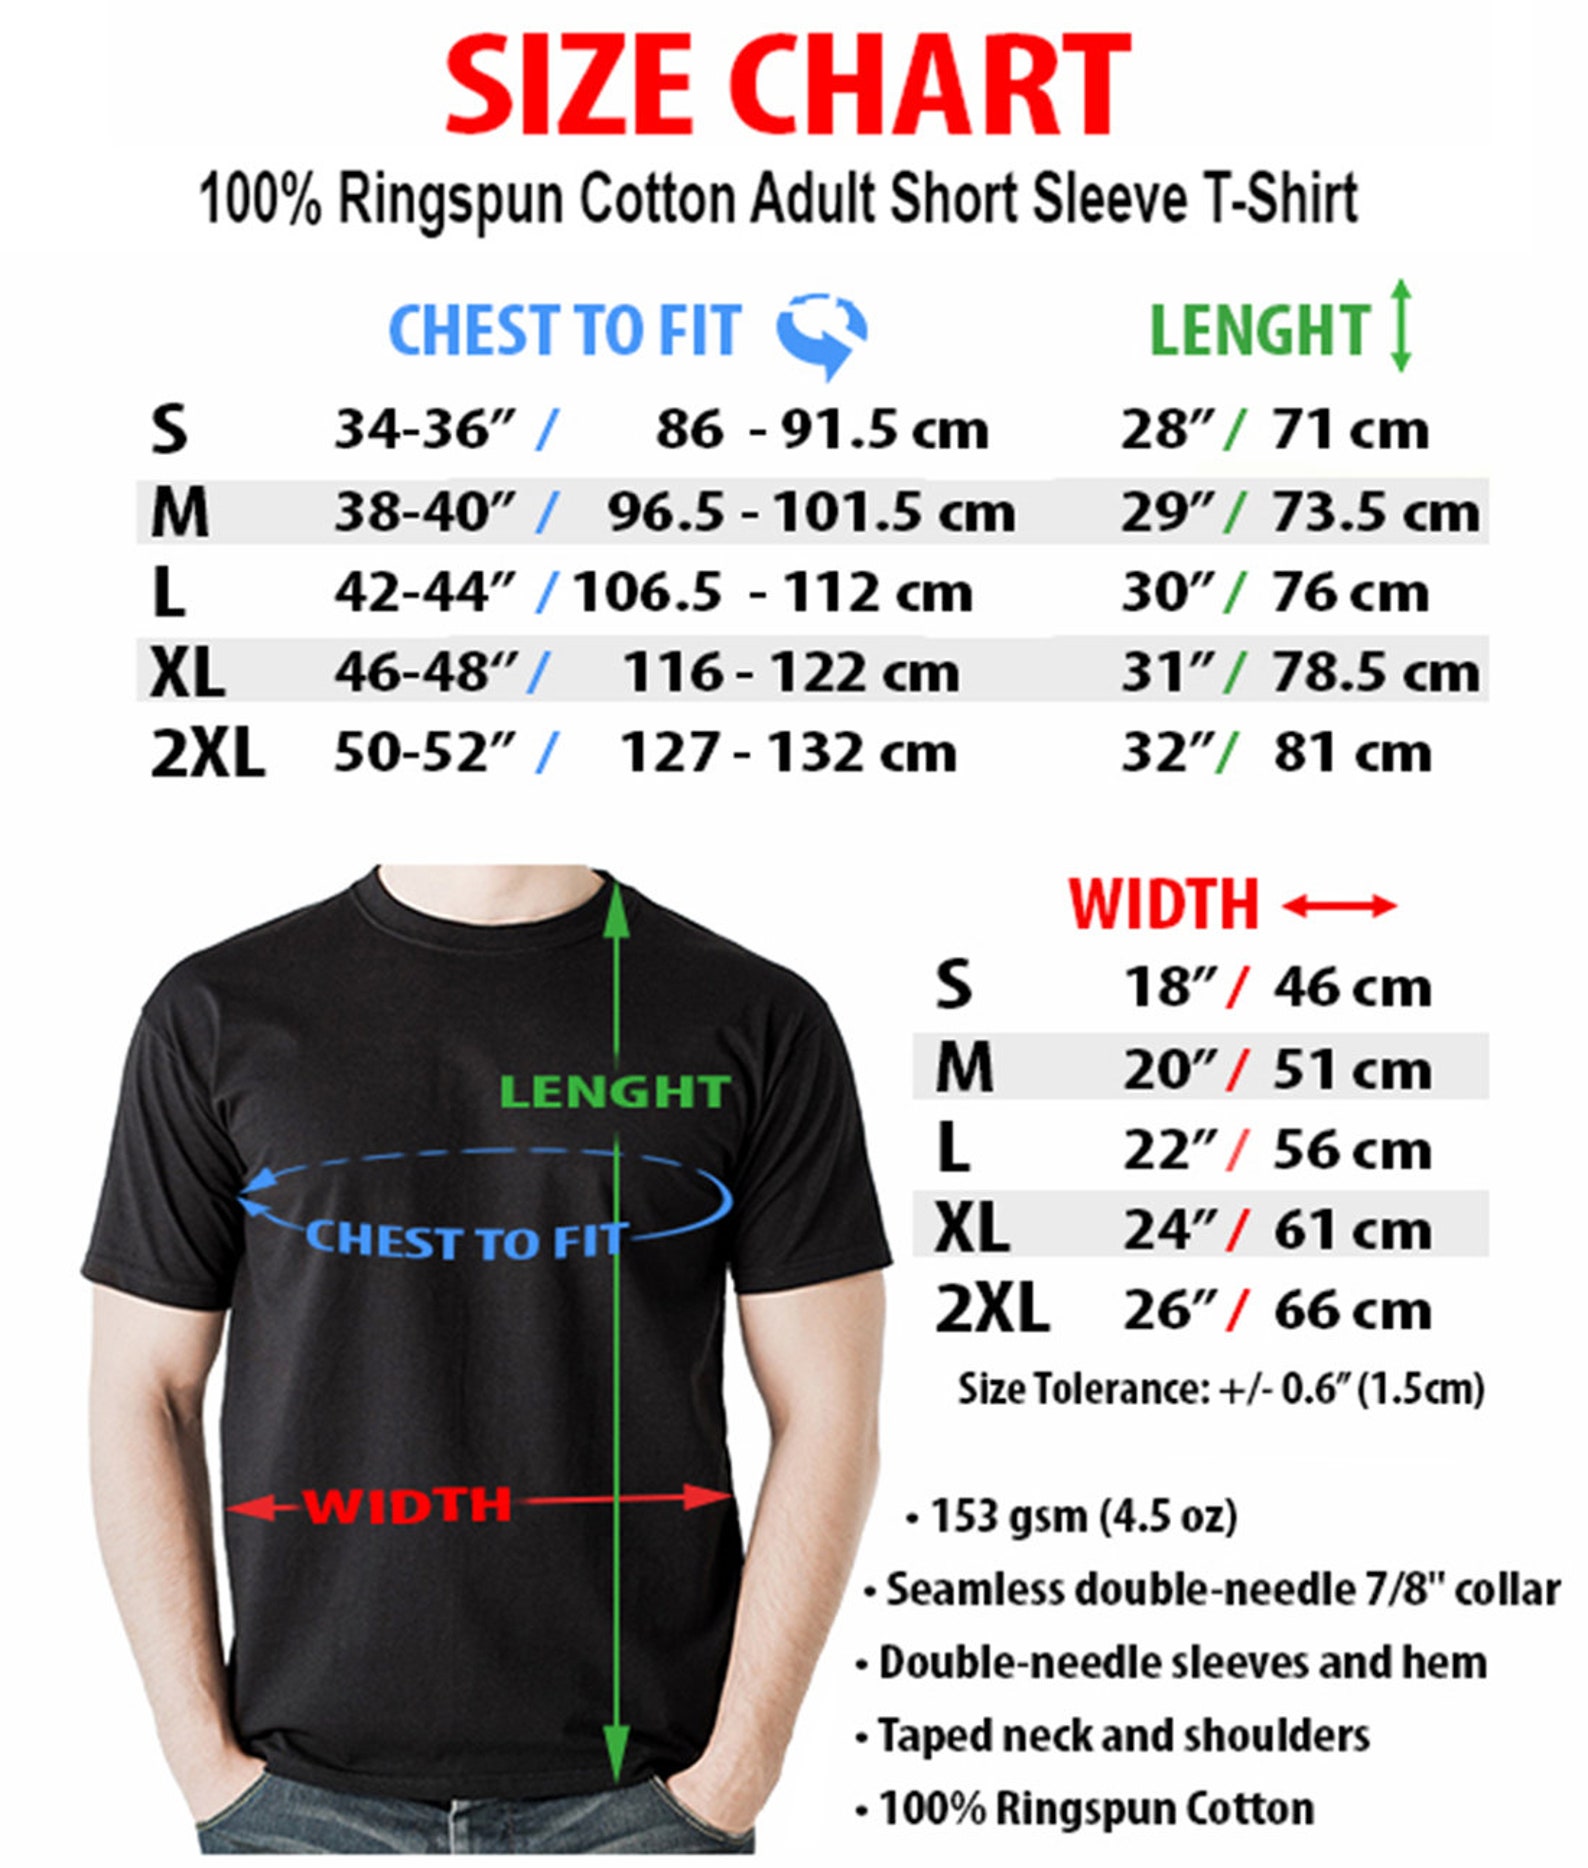 SIZE CHART
100% Ringspun Cotton Adult Short Sleeve T-Shirt
CHEST TO FIT LENGHT
S 34-36″ / 86 - 91.5 cm 28″ / 71 cm
M 38-40″ / 96.5 - 101.5 cm 29″ / 73.5 cm
L 42-44″ / 106.5 - 112 cm 30″ / 76 cm
XL 46-48″ / 116 - 122 cm 31″ / 78.5 cm
2XL 50-52″ / 127 - 132 cm 32″ / 81 cm
LENGHT
CHEST TO FIT
WIDTH
WIDTH
S 18″ / 46 cm
M 20″ / 51 cm
L 22″ / 56 cm
XL 24″ / 61 cm
2XL 26″ / 66 cm
Size Tolerance: +/- 0.6″ (1.5cm)
• 153 gsm (4.5 oz)
• Seamless double-needle 7/8" collar
• Double-needle sleeves and hem
• Taped neck and shoulders
• 100% Ringspun Cotton